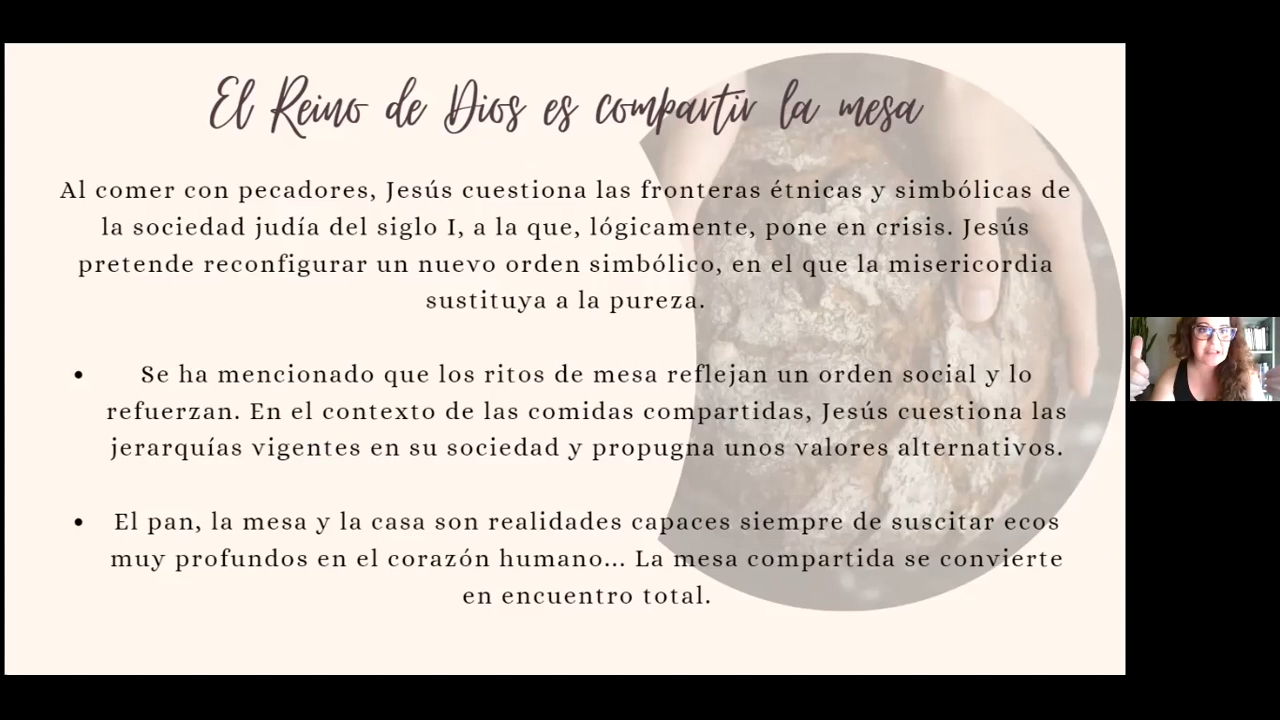 El Reino de Dios es compartir la mesa
Al comer con pecadores, Jesús cuestiona las fronteras étnicas y simbólicas de
la sociedad judía del siglo I, a la que, lógicamente, pone en crisis. Jesús
pretende reconfigurar un nuevo orden simbólico, en el que la misericordia
sustituya a la pureza.
• Se ha mencionado que los ritos de mesa reflejan un orden social y lo
refuerzan. En el contexto de las comidas compartidas, Jesús cuestiona las
jerarquías vigentes en su sociedad y propugna unos valores alternativos.
• El pan, la mesa y la casa son realidades capaces siempre de suscitar ecos
muy profundos en el corazón humano... La mesa compartida se convierte
en encuentro total.